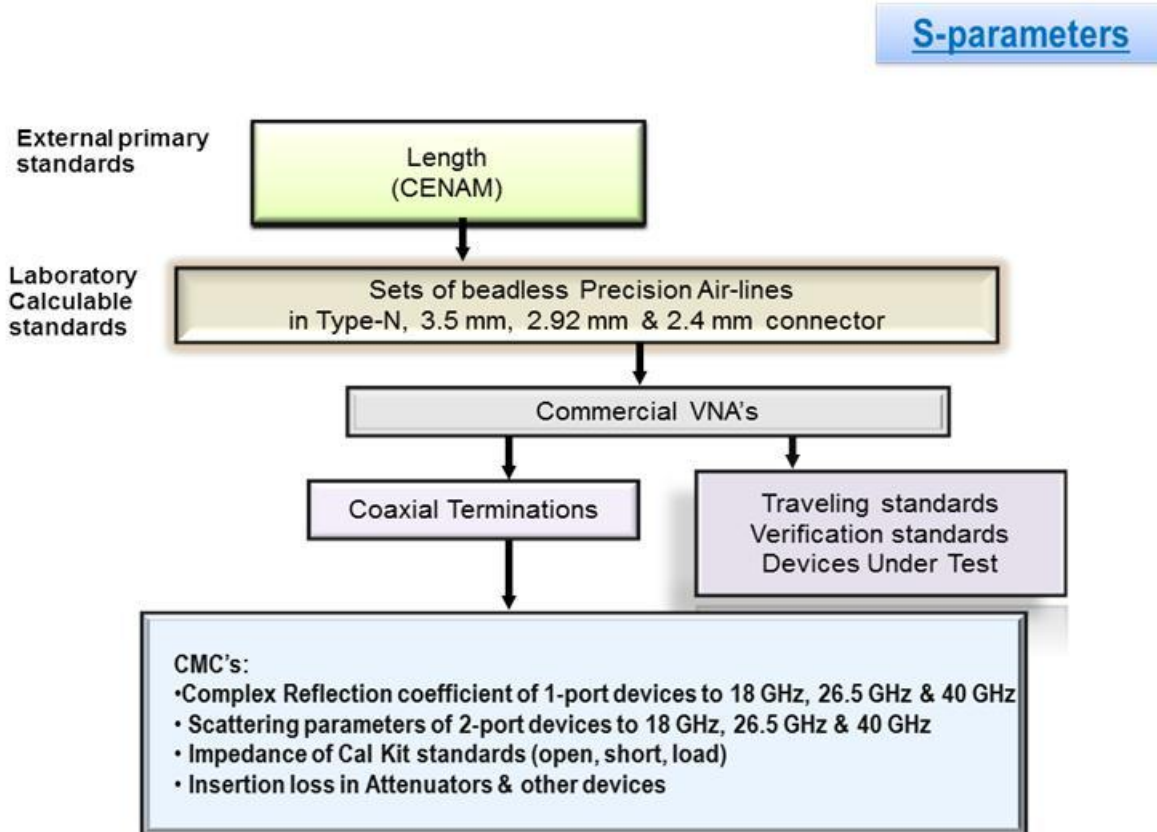 S-parameters
External primary
standards
Length
(CENAM)
Laboratory
Calculable
standards
Sets of beadless Precision Air-lines
in Type-N, 3.5 mm, 2.92 mm & 2.4 mm connector
Commercial VNA's
Coaxial Terminations
Traveling standards
Verification standards
Devices Under Test
CMC's:
•Complex Reflection coefficient of 1-port devices to 18 GHz, 26.5 GHz & 40 GHz
• Scattering parameters of 2-port devices to 18 GHz, 26.5 GHz & 40 GHz
• Impedance of Cal Kit standards (open, short, load)
• Insertion loss in Attenuators & other devices